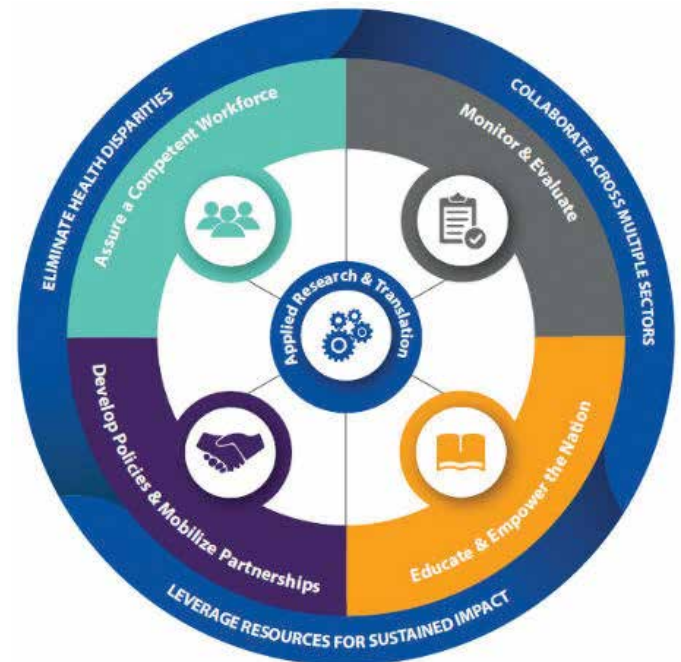 ELIMINATE HEALTH DISPARITIES
COLLABORATE ACROSS MULTIPLE SECTORS
LEVERAGE RESOURCES FOR SUSTAINED IMPACT
Assure a Competent Workforce
Monitor & Evaluate
Educate & Empower the Nation
Develop Policies & Mobilize Partnerships
Applied Research & Translation